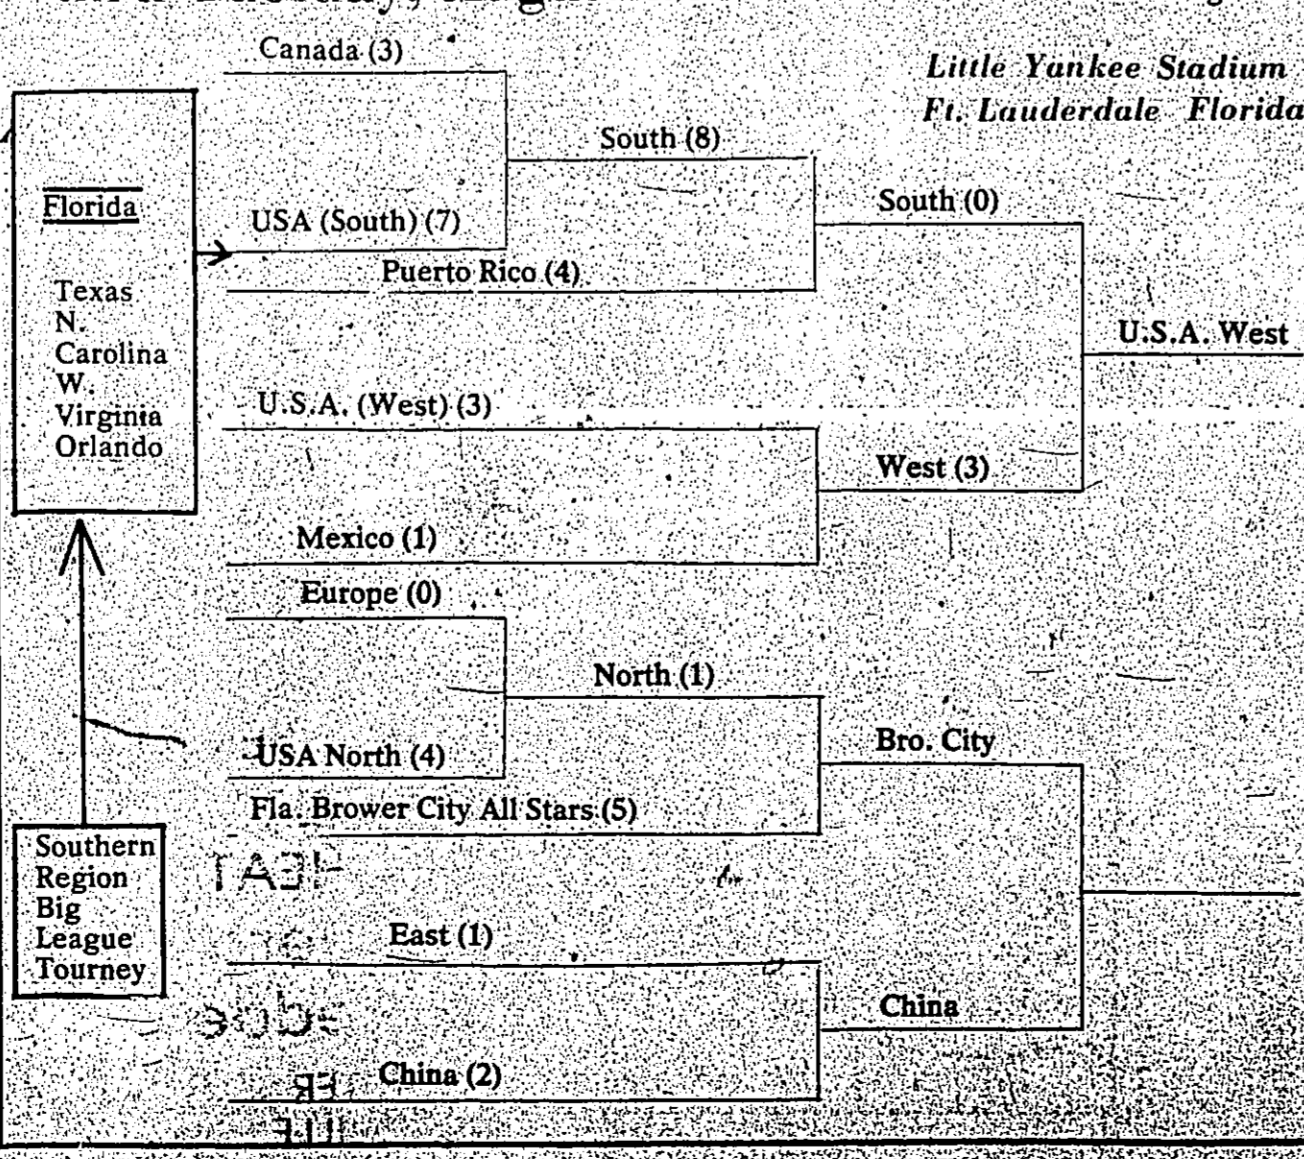 Canada (3)
Little Yankee Stadium
Ft. Lauderdale Florida
South (8)
Florida
South (0)
USA (South) (7)
Puerto Rico (4)
Texas
N.
Carolina
W.
Virginia
Orlando
U.S.A. West
U.S.A. (West) (3)
West (3)
Mexico (1)
Europe (0)
North (1)
Bro. City
USA North (4)
Fla. Brower City All Stars (5)
Southern
Region
Big
League
Tourney
East (1)
China
China (2)